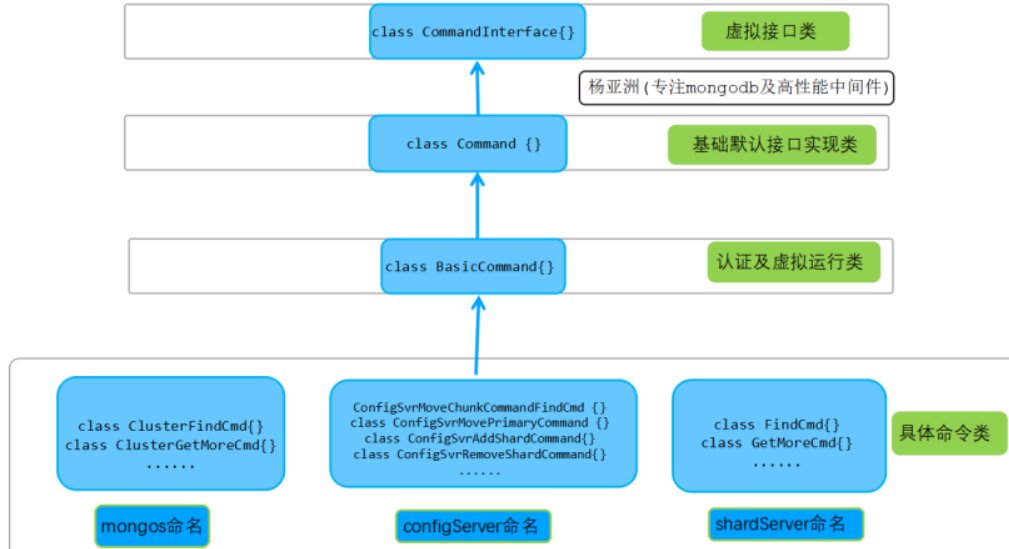 class CommandInterface{}
虚拟接口类
杨亚洲(专注mongodb及高性能中间件)
class Command {}
基础默认接口实现类
class BasicCommand{}
认证及虚拟运行类
class ClusterFindCmd{}
class ClusterGetMoreCmd{}
......
ConfigSvrMoveChunkCommandFindCmd {}
class ConfigSvrMovePrimaryCommand {}
class ConfigSvrAddShardCommand{}
class ConfigSvrRemoveShardCommand{}
......
class FindCmd{}
class GetMoreCmd{}
......
具体命令类
mongos命名
configServer命名
shardServer命名